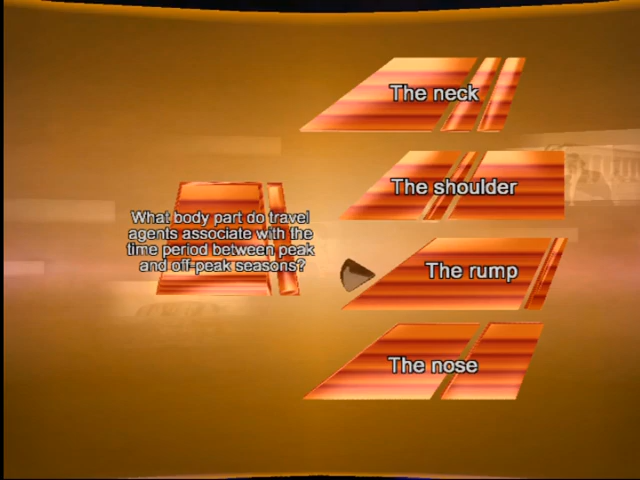 What body part do travel
agents associate with the
time period between peak
and off-peak seasons?
The neck
The shoulder
The rump
The nose